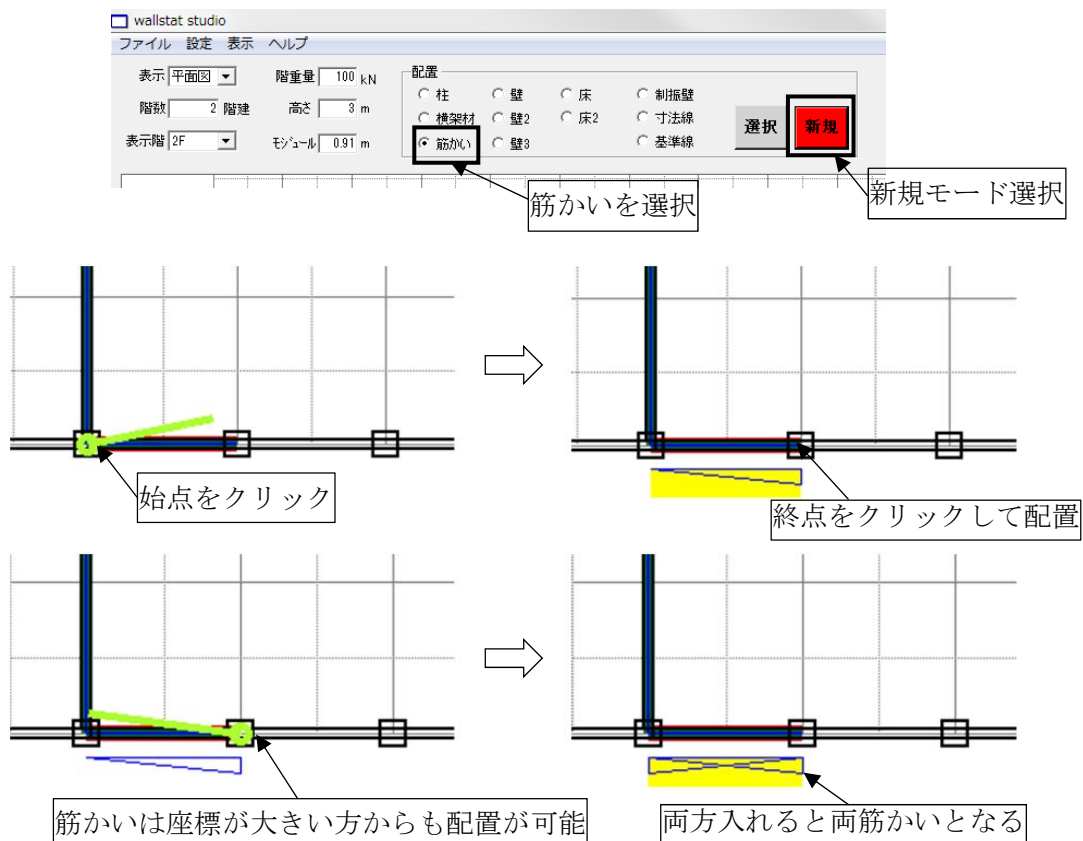 wallstat studio
ファイル 設定 表示 ヘルプ
表示 平面図 階重量 100 kN 配置
柱 壁 床 制振壁
階数 2 階建 高さ 3 m
横架材 壁2 床2 寸法線
選択 新規
表示階 2F モジュール 0.91 m
筋かい 壁3 基準線
筋かいを選択
新規モード選択
始点をクリック
終点をクリックして配置
筋かいは座標が大きい方からも配置が可能
両方入れると両筋かいとなる